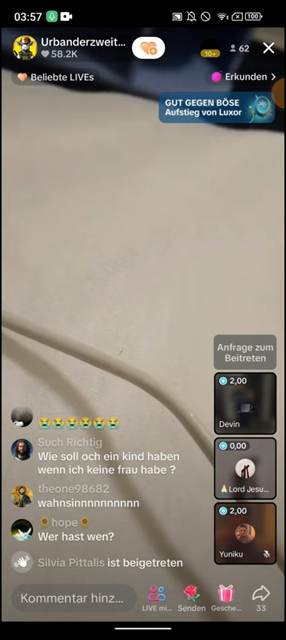 03:57
100
Urbanderzweit...
58.2K
10+
62
Beliebte LIVEs
Erkunden >
GUT GEGEN BÖSE
Aufstieg von Luxor
Anfrage zum
Beitreten
2,00
Devin
0,00
Lord Jesu...
2,00
Yuniku
Such Richtig
Wie soll och ein kind haben
wenn ich keine frau habe ?
theone98682
wahnsinnnnnnnnnn
🌻hope🌻
Wer hast wen?
Silvia Pittalis ist beigetreten
Kommentar hinz...
LIVE mi...
Senden
Gesche...
33